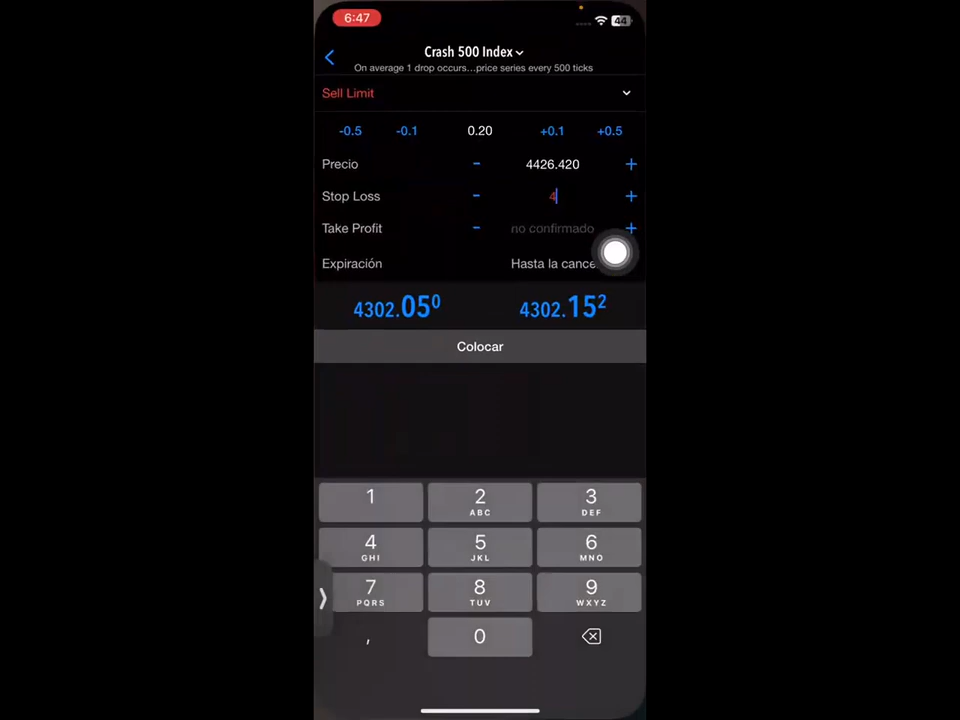 6:47
44
Crash 500 Index
On average 1 drop occurs...price series every 500 ticks
Sell Limit
-0.5 -0.1 0.20 +0.1 +0.5
Precio - 4426.420 +
Stop Loss - 4 +
Take Profit - no confirmado +
Expiración Hasta la cance
4302.050 4302.152
Colocar
1 2 3
ABC DEF
4 5 6
GHI JKL MNO
7 8 9
PQRS TUV WXYZ
, 0